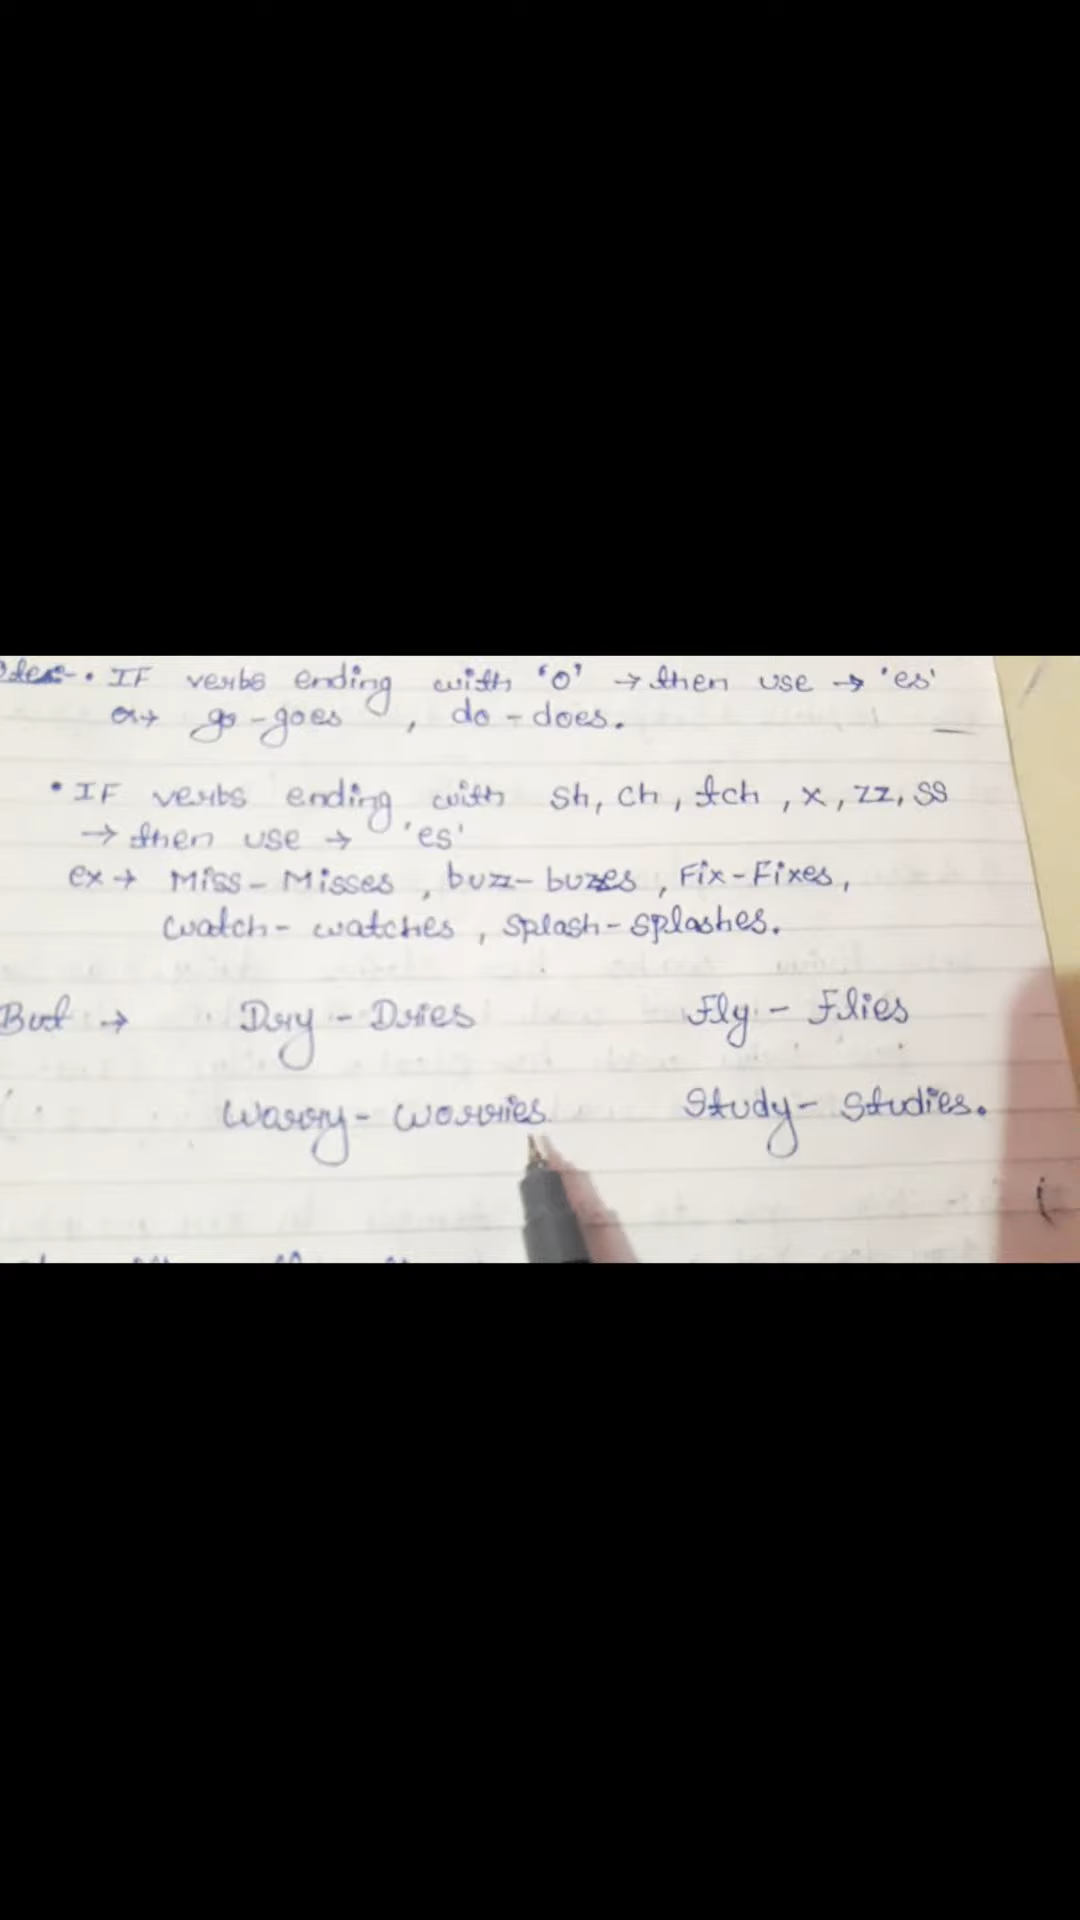 • IF verbs ending with 'O' → then use → 'es'
go - goes , do - does.
• IF verbs ending with sh, ch, tch, x, zz, ss
→ then use → 'es'
ex → Miss - Misses , buzz - buzzes , Fix - Fixes,
watch - watches , splash - splashes.
But → Dry - Dries Fly - Flies
Warry - Worries Study - Studies.